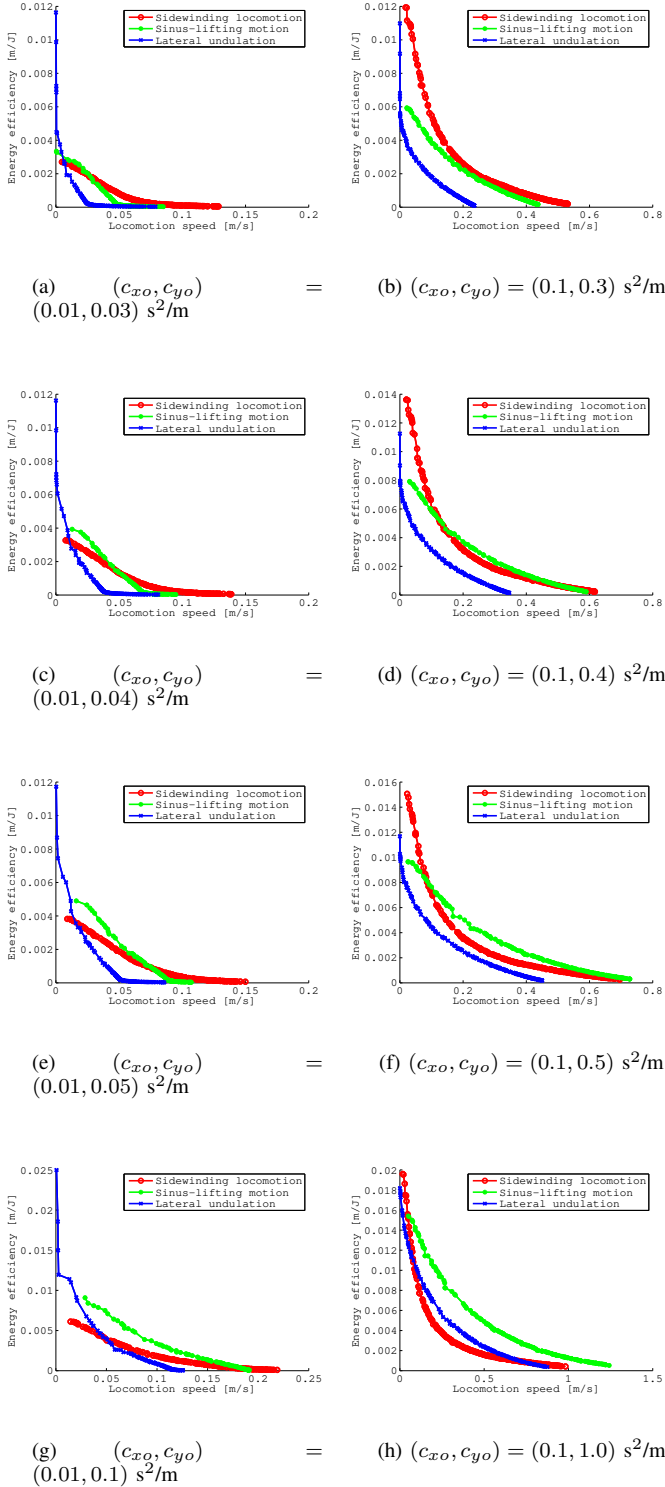 Energy efficiency [m/J]
0.012
0.01
0.008
0.006
0.004
0.002
0
0 0.05 0.1 0.15 0.2
Locomotion speed [m/s]
Sidewinding locomotion
Sinus-lifting motion
Lateral undulation
(a) (c_{xo}, c_{yo}) =
(0.01, 0.03) s²/m
Energy efficiency [m/J]
0.012
0.01
0.008
0.006
0.004
0.002
0
0 0.2 0.4 0.6 0.8
Locomotion speed [m/s]
Sidewinding locomotion
Sinus-lifting motion
Lateral undulation
(b) (c_{xo}, c_{yo}) = (0.1, 0.3) s²/m
Energy efficiency [m/J]
0.012
0.01
0.008
0.006
0.004
0.002
0
0 0.05 0.1 0.15 0.2
Locomotion speed [m/s]
Sidewinding locomotion
Sinus-lifting motion
Lateral undulation
(c) (c_{xo}, c_{yo}) =
(0.01, 0.04) s²/m
Energy efficiency [m/J]
0.014
0.012
0.01
0.008
0.006
0.004
0.002
0
0 0.2 0.4 0.6 0.8
Locomotion speed [m/s]
Sidewinding locomotion
Sinus-lifting motion
Lateral undulation
(d) (c_{xo}, c_{yo}) = (0.1, 0.4) s²/m
Energy efficiency [m/J]
0.012
0.01
0.008
0.006
0.004
0.002
0
0 0.05 0.1 0.15 0.2
Locomotion speed [m/s]
Sidewinding locomotion
Sinus-lifting motion
Lateral undulation
(e) (c_{xo}, c_{yo}) =
(0.01, 0.05) s²/m
Energy efficiency [m/J]
0.016
0.014
0.012
0.01
0.008
0.006
0.004
0.002
0
0 0.2 0.4 0.6 0.8
Locomotion speed [m/s]
Sidewinding locomotion
Sinus-lifting motion
Lateral undulation
(f) (c_{xo}, c_{yo}) = (0.1, 0.5) s²/m
Energy efficiency [m/J]
0.025
0.02
0.015
0.01
0.005
0
0 0.05 0.1 0.15 0.2 0.25
Locomotion speed [m/s]
Sidewinding locomotion
Sinus-lifting motion
Lateral undulation
(g) (c_{xo}, c_{yo}) =
(0.01, 0.1) s²/m
Energy efficiency [m/J]
0.02
0.018
0.016
0.014
0.012
0.01
0.008
0.006
0.004
0.002
0 0.5 1 1.5
Locomotion speed [m/s]
Sidewinding locomotion
Sinus-lifting motion
Lateral undulation
(h) (c_{xo}, c_{yo}) = (0.1, 1.0) s²/m